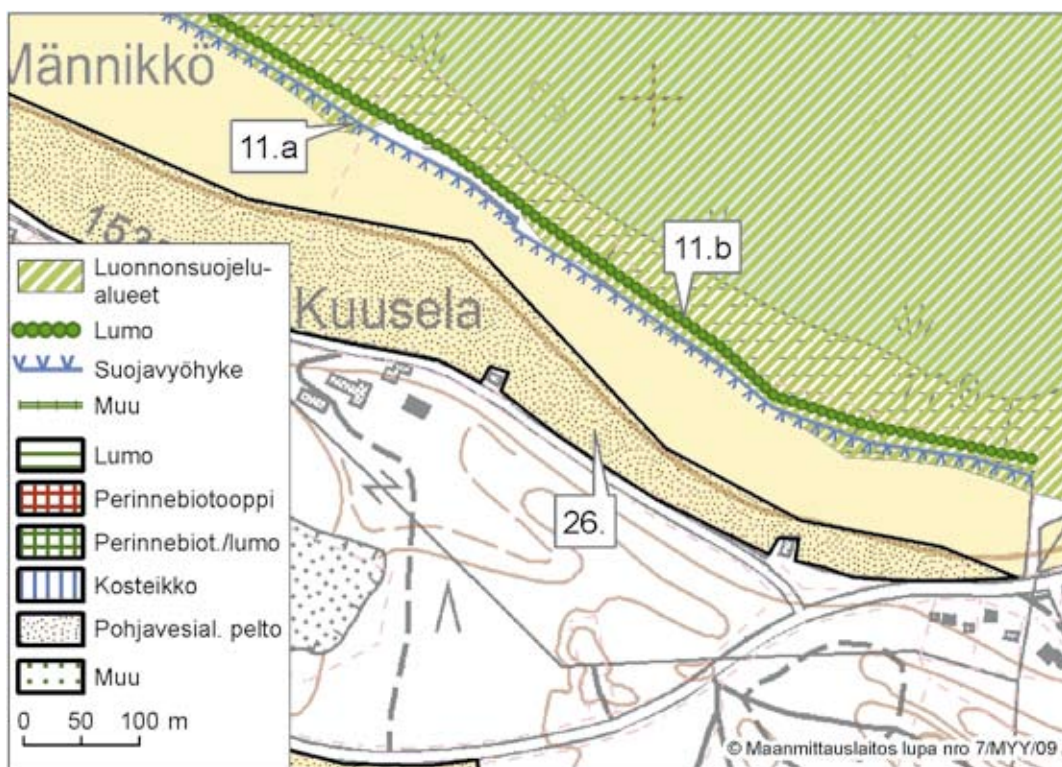 Männikkö
11.a
11.b
Kuusela
26.
Luonnonsuojelu-
alueet
Lumo
Suojavyöhyke
Muu
Lumo
Perinnebiotooppi
Perinnebiot./lumo
Kosteikko
Pohjavesial. pelto
Muu
0 50 100 m
© Maanmittauslaitos lupa nro 7/MYY/09